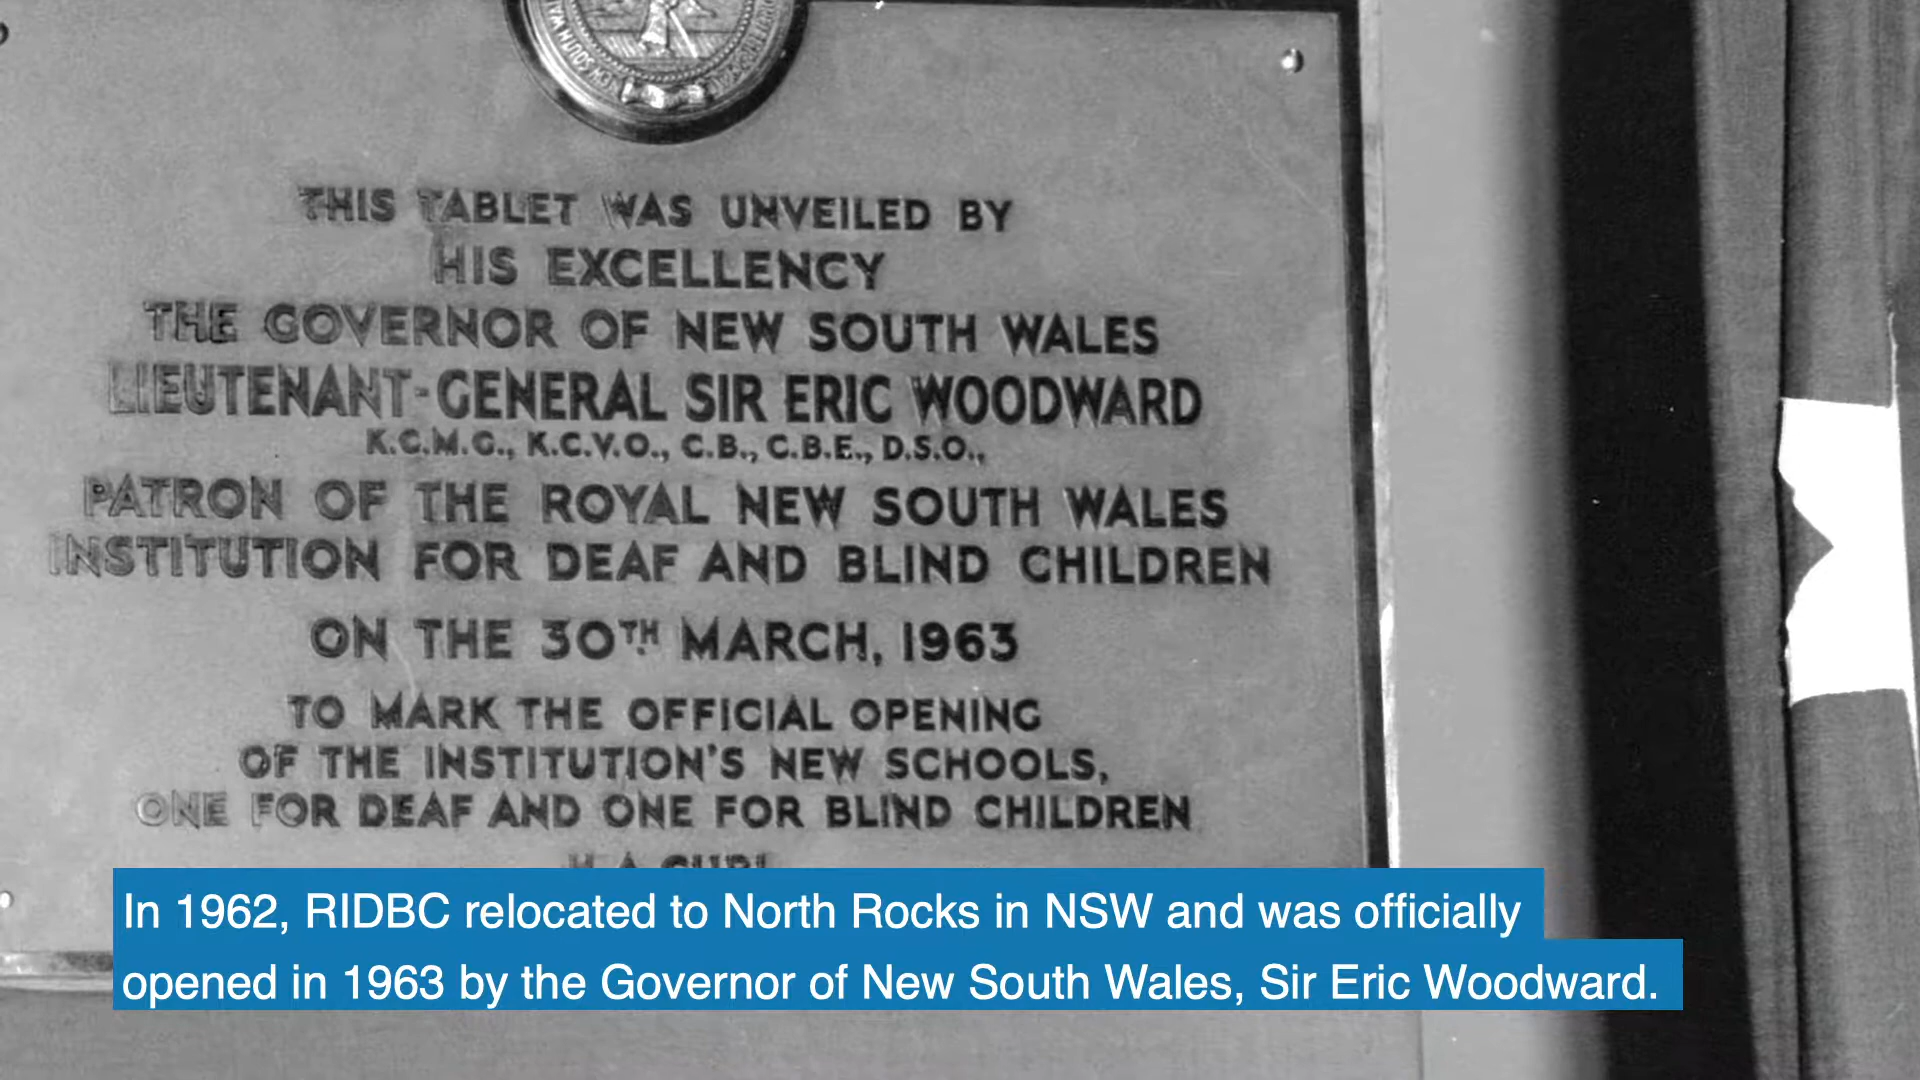 THIS TABLET WAS UNVEILED BY
HIS EXCELLENCY
THE GOVERNOR OF NEW SOUTH WALES
LIEUTENANT-GENERAL SIR ERIC WOODWARD
K.C.M.G., K.C.V.O., C.B., C.B.E., D.S.O.,
PATRON OF THE ROYAL NEW SOUTH WALES
INSTITUTION FOR DEAF AND BLIND CHILDREN
ON THE 30TH MARCH, 1963
TO MARK THE OFFICIAL OPENING
OF THE INSTITUTION'S NEW SCHOOLS,
ONE FOR DEAF AND ONE FOR BLIND CHILDREN
In 1962, RIDBC relocated to North Rocks in NSW and was officially
opened in 1963 by the Governor of New South Wales, Sir Eric Woodward.